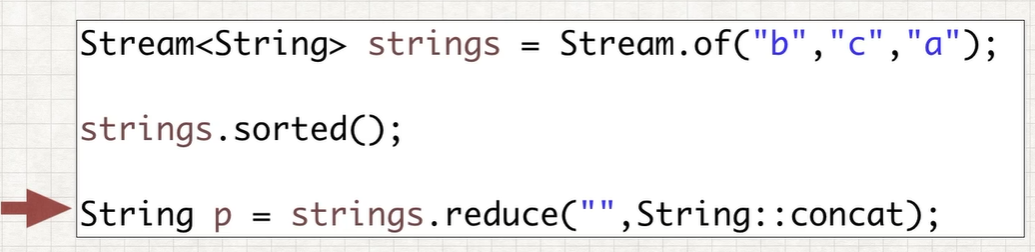 Stream<String> strings = Stream.of("b","c","a");
strings.sorted();
String p = strings.reduce("",String::concat);